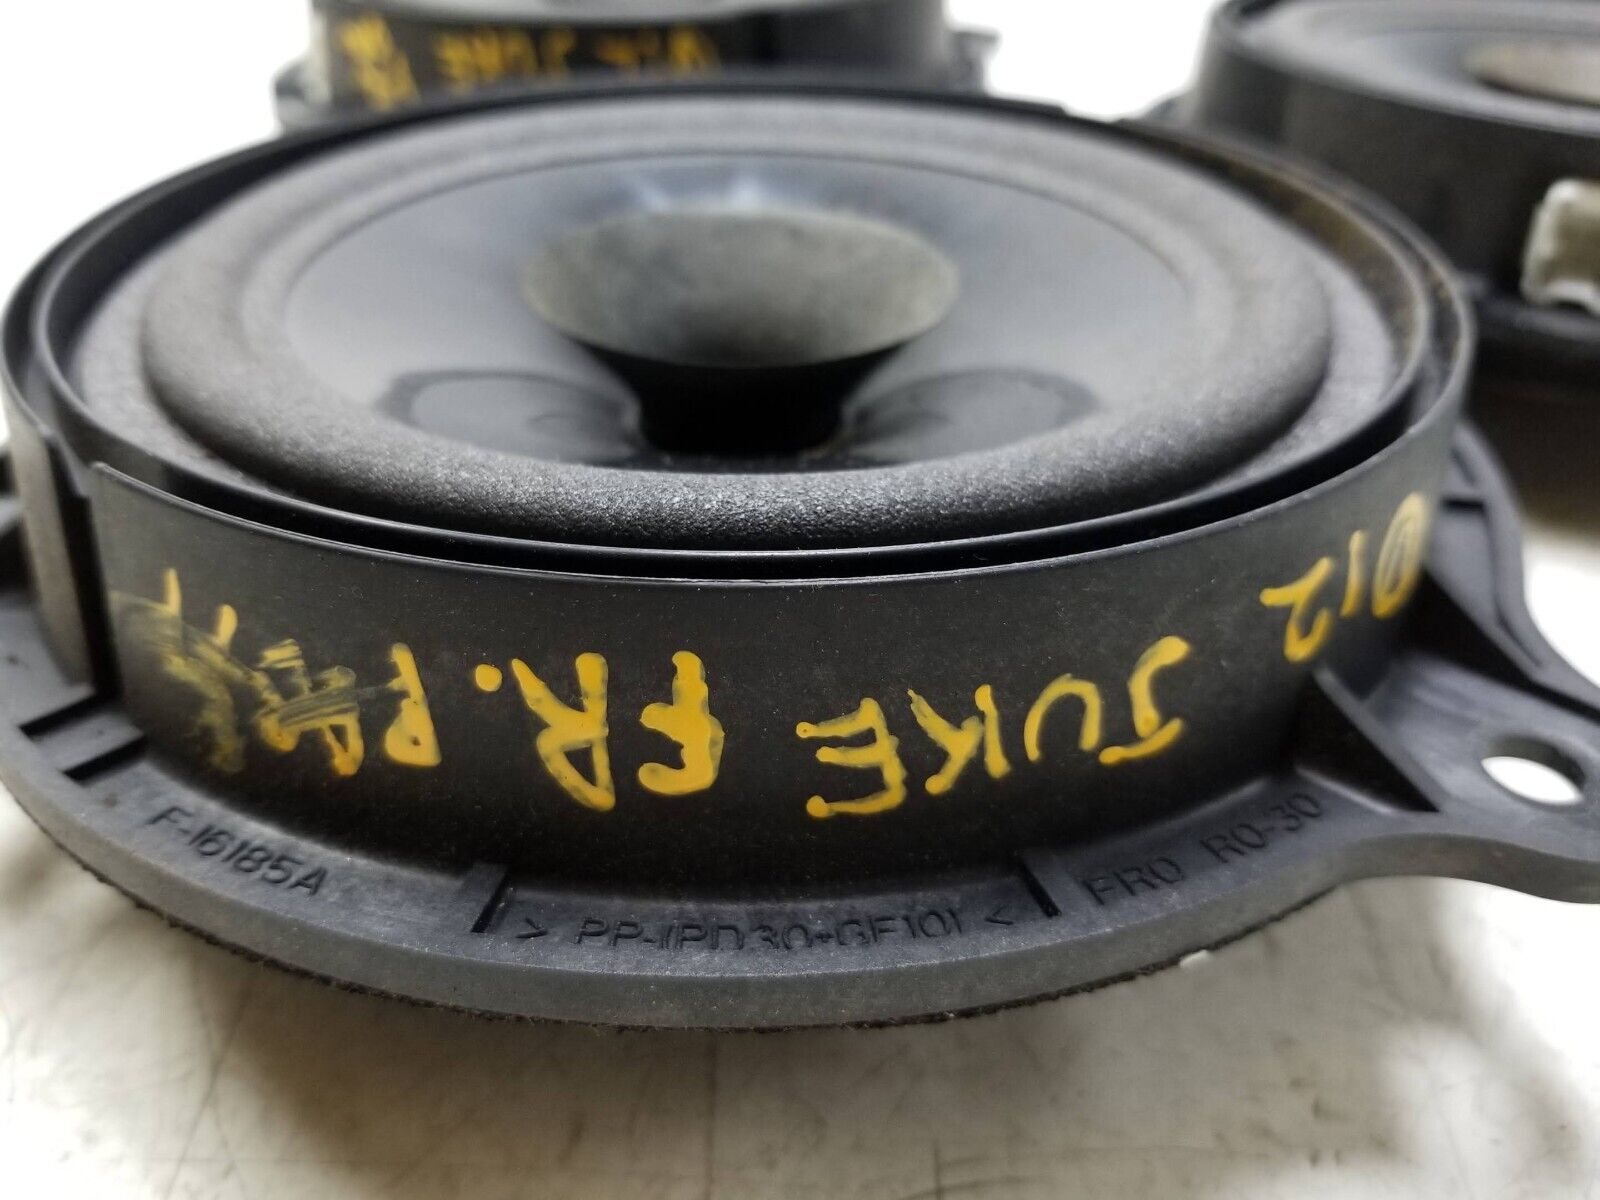 012 JUKE FR.
F-16185A
> PP-(PD30+GF10) <
FR0 R0-30